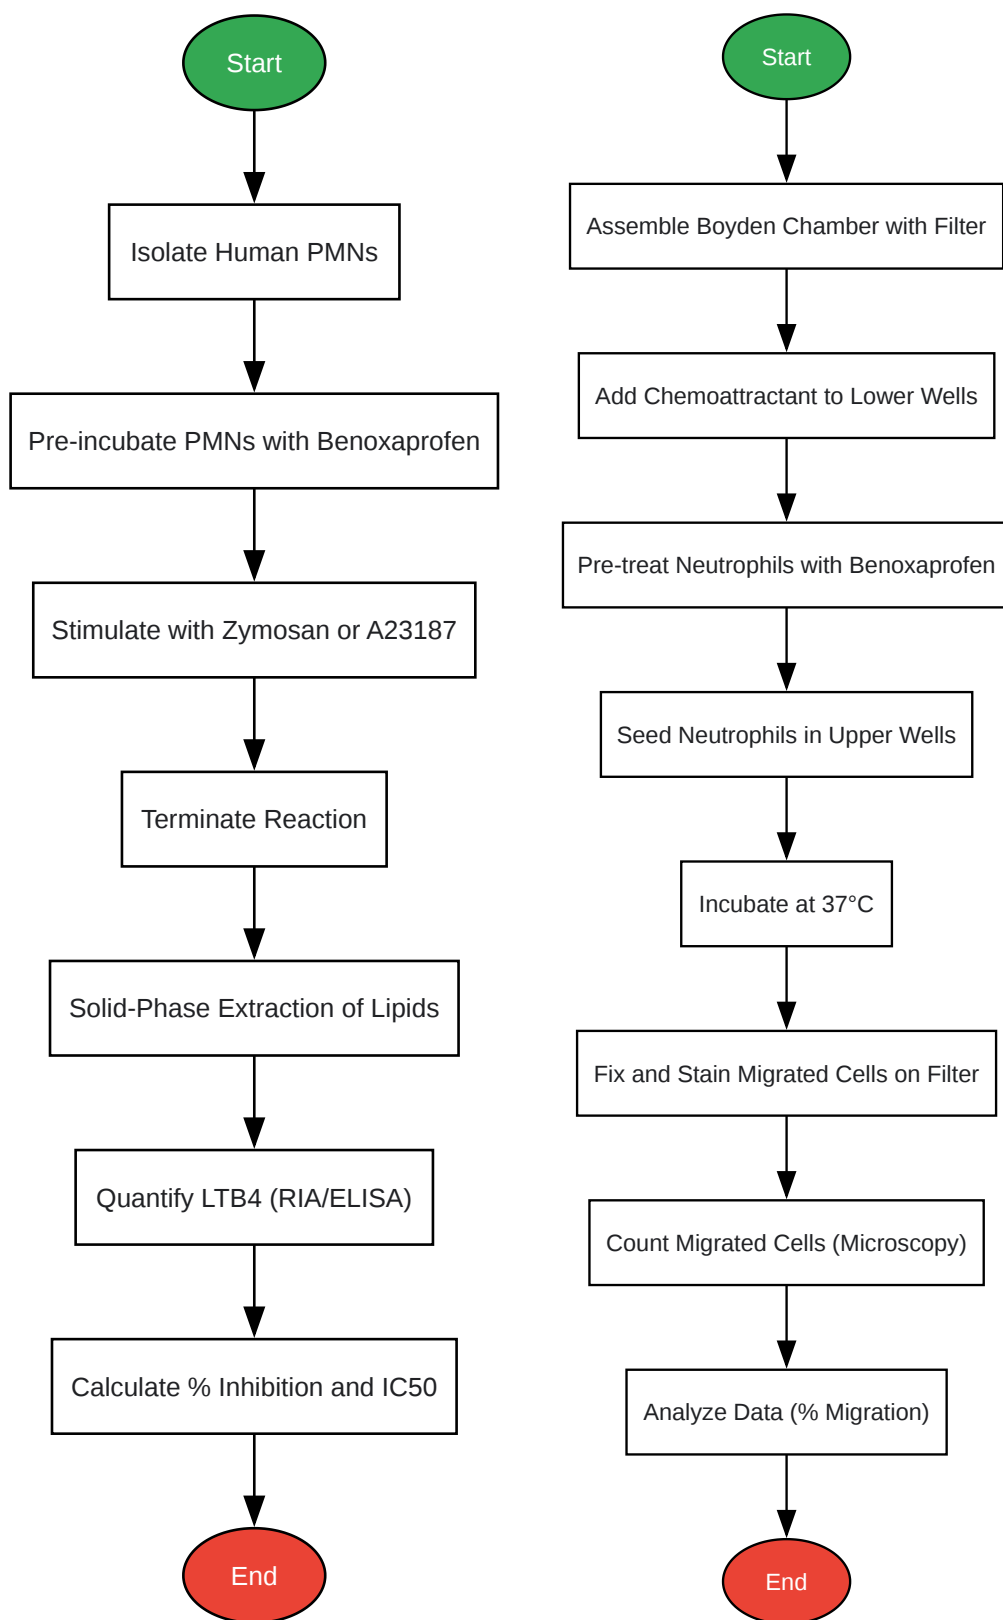 Start
Isolate Human PMNs
Pre-incubate PMNs with Benoxaprofen
Stimulate with Zymosan or A23187
Terminate Reaction
Solid-Phase Extraction of Lipids
Quantify LTB4 (RIA/ELISA)
Calculate % Inhibition and IC50
End
Start
Assemble Boyden Chamber with Filter
Add Chemoattractant to Lower Wells
Pre-treat Neutrophils with Benoxaprofen
Seed Neutrophils in Upper Wells
Incubate at 37°C
Fix and Stain Migrated Cells on Filter
Count Migrated Cells (Microscopy)
Analyze Data (% Migration)
End